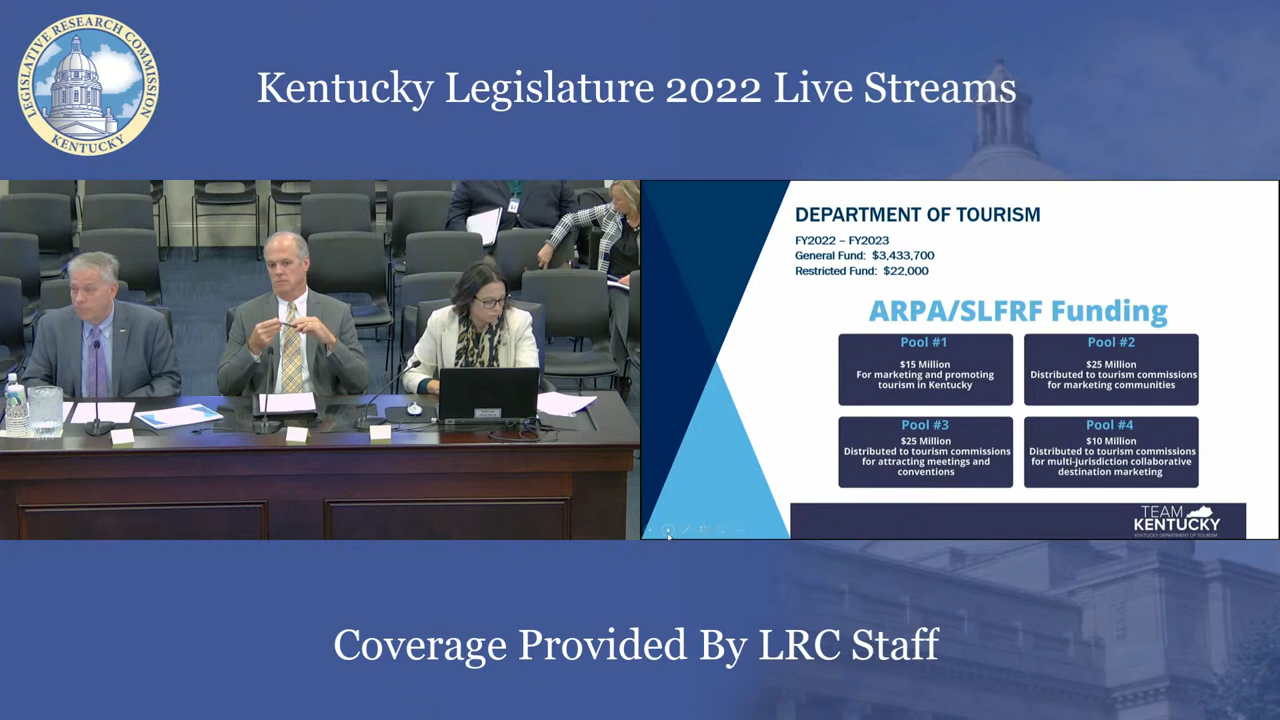 LEGISLATIVE RESEARCH COMMISSION
KENTUCKY
Kentucky Legislature 2022 Live Streams
DEPARTMENT OF TOURISM
FY2022 – FY2023
General Fund: $3,433,700
Restricted Fund: $22,000
ARPA/SLFRF Funding
Pool #1
$15 Million
For marketing and promoting
tourism in Kentucky
Pool #2
$25 Million
Distributed to tourism commissions
for marketing communities
Pool #3
$25 Million
Distributed to tourism commissions
for attracting meetings and
conventions
Pool #4
$10 Million
Distributed to tourism commissions
for multi-jurisdiction collaborative
destination marketing
TEAM
KENTUCKY
KENTUCKY DEPARTMENT OF TOURISM
Coverage Provided By LRC Staff